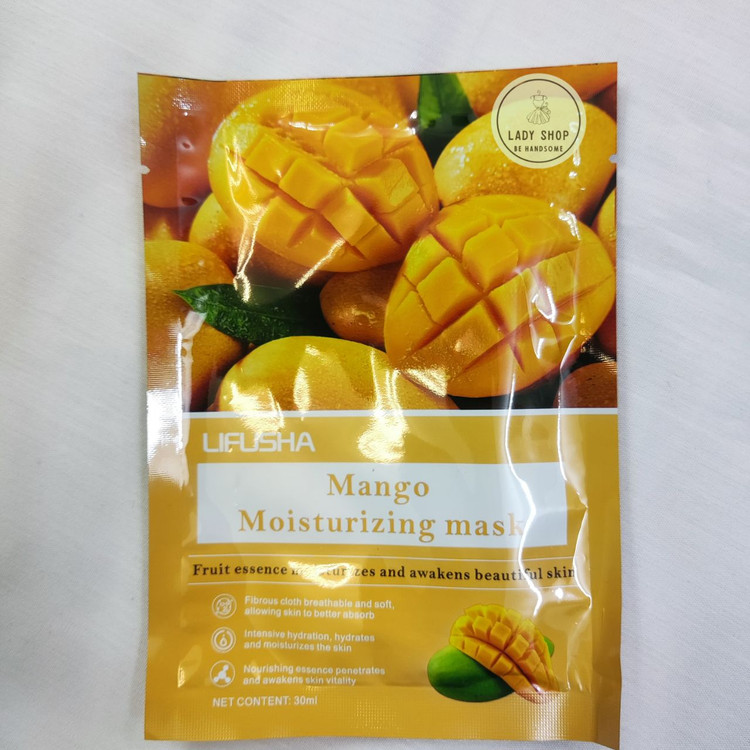 LADY SHOP
BE HANDSOME
LIFUSHA
Mango
Moisturizing mask
Fruit essence moisturizes and awakens beautiful skin
Fibrous cloth breathable and soft,
allowing skin to better absorb
Intensive hydration, hydrates
and moisturizes the skin
Nourishing essence penetrates
and awakens skin vitality
NET CONTENT: 30ml